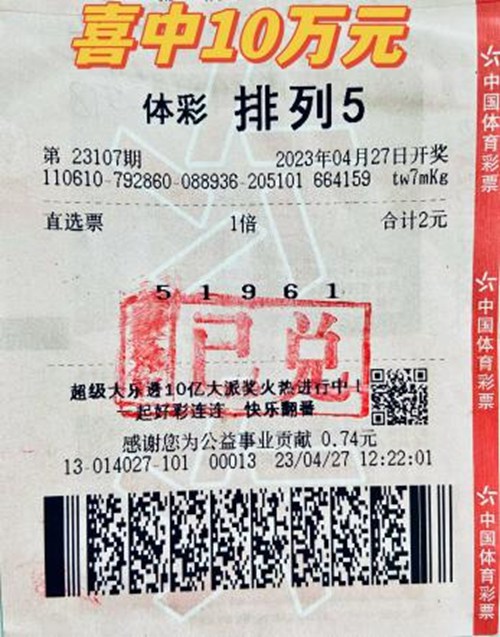 喜中10万元
体彩 排列5
第 23107期 2023年04月27日开奖
110610-792860-088936-205101 664159 tw7mKg
直选票 1倍 合计2元
5 1 9 6 1
已兑
超级大乐透10亿大派奖火热进行中！
一起好彩连连 快乐翻番
感谢您为公益事业贡献 0.74元
13-014027-101 00013 23/04/27 12:22:01
中国体育彩票
中国体育彩票
中国体育彩票